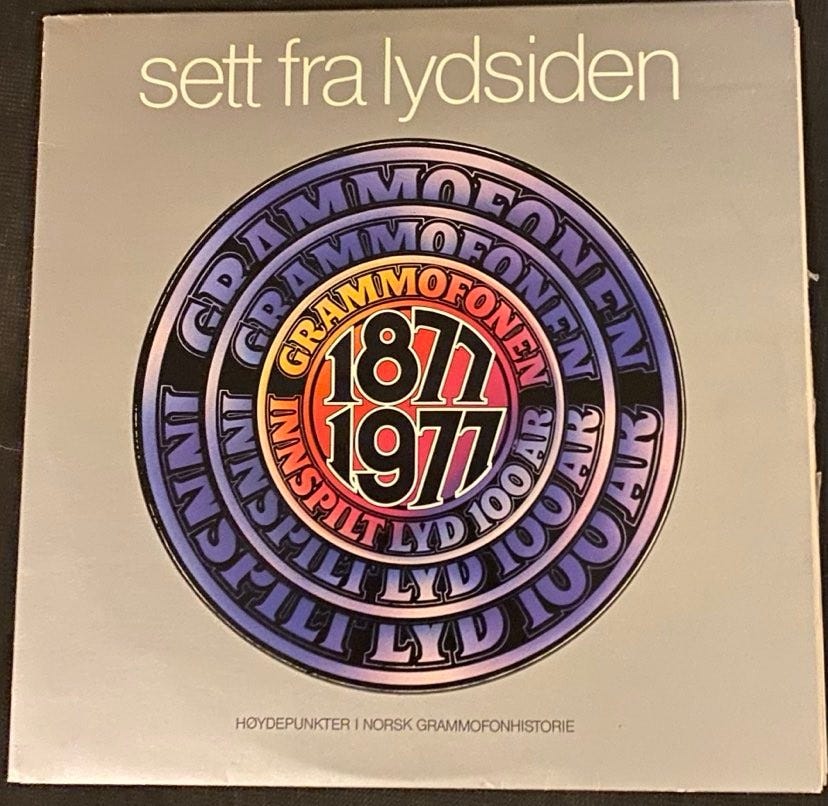 sett fra lydsiden
GRAMMOFONEN
GRAMMOFONEN
GRAMMOFONEN
1877
1977
INNSPILT LYD 100 ÅR
INNSPILT LYD 100 ÅR
INNSPILT LYD 100 ÅR
HØYDEPUNKTER I NORSK GRAMMOFONHISTORIE